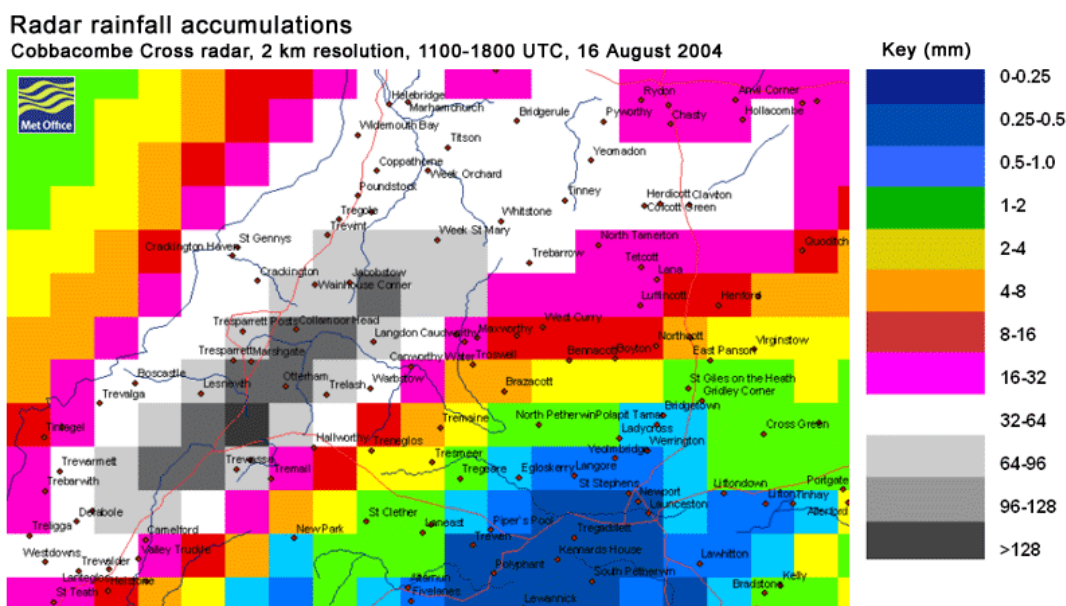 Radar rainfall accumulations
Cobbacombe Cross radar, 2 km resolution, 1100-1800 UTC, 16 August 2004
Key (mm)
0-0.25
0.25-0.5
0.5-1.0
1-2
2-4
4-8
8-16
16-32
32-64
64-96
96-128
>128
Met Office
Helebridge
Marhamchurch
Bridgerule
Pyworthy
Rydon
Chasty
Anvil Corner
Hollacombe
Widemouth Bay
Titson
Yeomadon
Coppathorne
Week Orchard
Poundstock
Tinney
Herdicott
Clawton
Colcott Green
Tregole
Whitstone
Trevint
Week St Mary
North Tamerton
Quoditch
Crackington Haven
St Gennys
Trebarrow
Tetcott
Lana
Crackington
Jacobstow
Wainhouse Corner
Luffincott
Henford
Tresparrett Posts
Collamoor Head
Langdon
Caudworthy
Maxworthy
West Curry
Northcott
Virginstow
Tresparrett
Marshgate
Canworthy Water
Troswell
Bennacott
Boyton
East Panson
Boscastle
Lesnewth
Otterham
Trelash
Warbstow
Brazacott
St Giles on the Heath
Gridley Corner
Trevalga
Tintagel
Tremaine
North Petherwin
Polapit Tamar
Bridgetown
Ladycross
Cross Green
Hallworthy
Treneglos
Werrington
Yeolmbridge
Trewarmett
Trewassa
Tremail
Tresmeer
Tregeare
Egloskerry
Langore
Trebarwith
St Stephens
Newport
Launceston
Liftondown
Lifton
Tinhay
Portgate
Allerford
Delabole
Treligga
Camelford
New Park
St Clether
Laneast
Piper's Pool
Tregadillett
Westdowns
Trewalder
Valley Truckle
Treven
Kennards House
Lawhitton
Lanteglos
Helstone
Polyphant
South Petherwin
Kelly
Bradstone
St Teath
Altarnun
Fivelanes
Lewannick